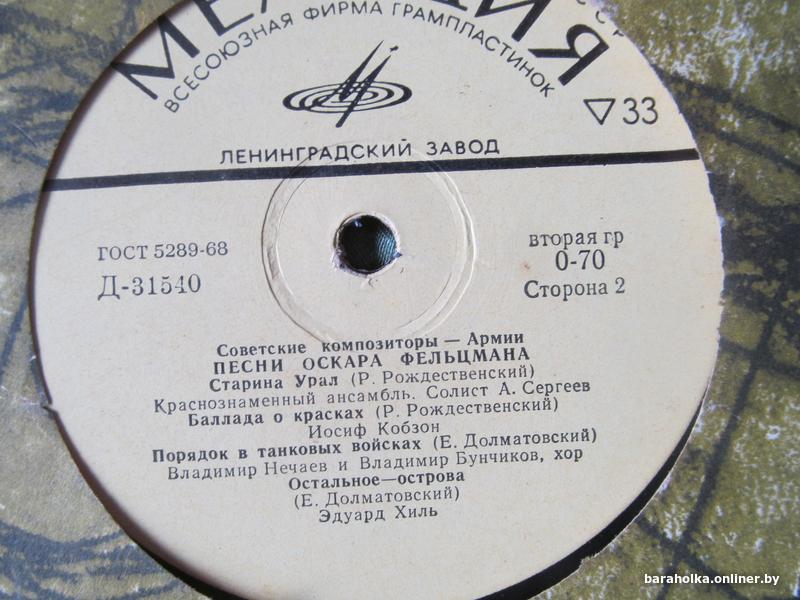 ВСЕСОЮЗНАЯ ФИРМА ГРАМПЛАСТИНОК
33
ЛЕНИНГРАДСКИЙ ЗАВОД
ГОСТ 5289-68
Д-31540
вторая гр
0-70
Сторона 2
Советские композиторы — Армии
ПЕСНИ ОСКАРА ФЕЛЬЦМАНА
Старина Урал (Р. Рождественский)
Краснознаменный ансамбль. Солист А. Сергеев
Баллада о красках (Р. Рождественский)
Иосиф Кобзон
Порядок в танковых войсках (Е. Долматовский)
Владимир Нечаев и Владимир Бунчиков, хор
Остальное—острова
(Е. Долматовский)
Эдуард Хиль
baraholka.onliner.by